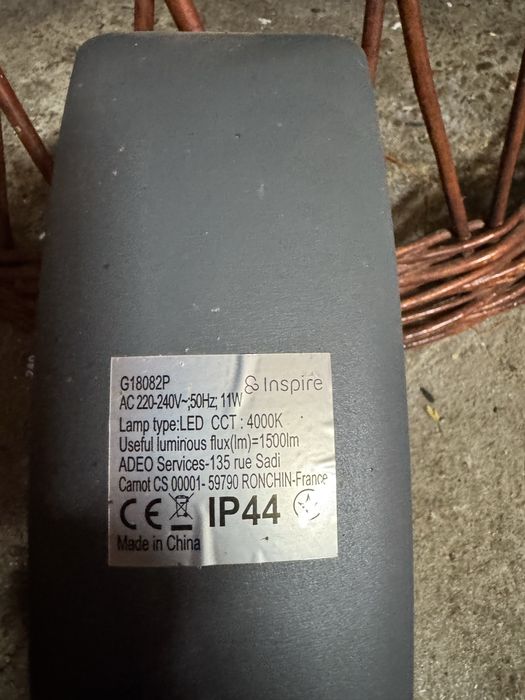 G18082P
Inspire
AC 220-240V~;50Hz; 11W
Lamp type:LED CCT : 4000K
Useful luminous flux(lm)=1500lm
ADEO Services-135 rue Sadi
Carnot CS 00001- 59790 RONCHIN-France
CE IP44
Made in China